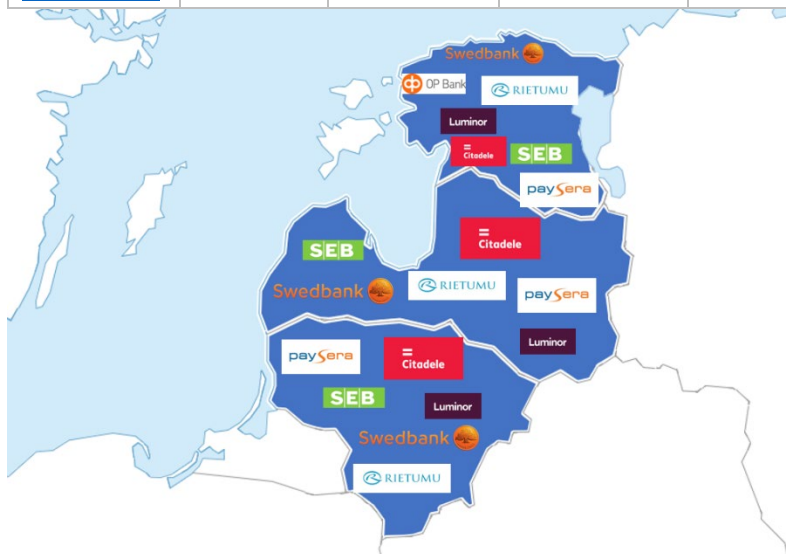 Swedbank
OP Bank
RIETUMU
Luminor
Citadele
SEB
paysera
Citadele
SEB
RIETUMU
Swedbank
paysera
Luminor
paysera
Citadele
SEB
Luminor
Swedbank
RIETUMU